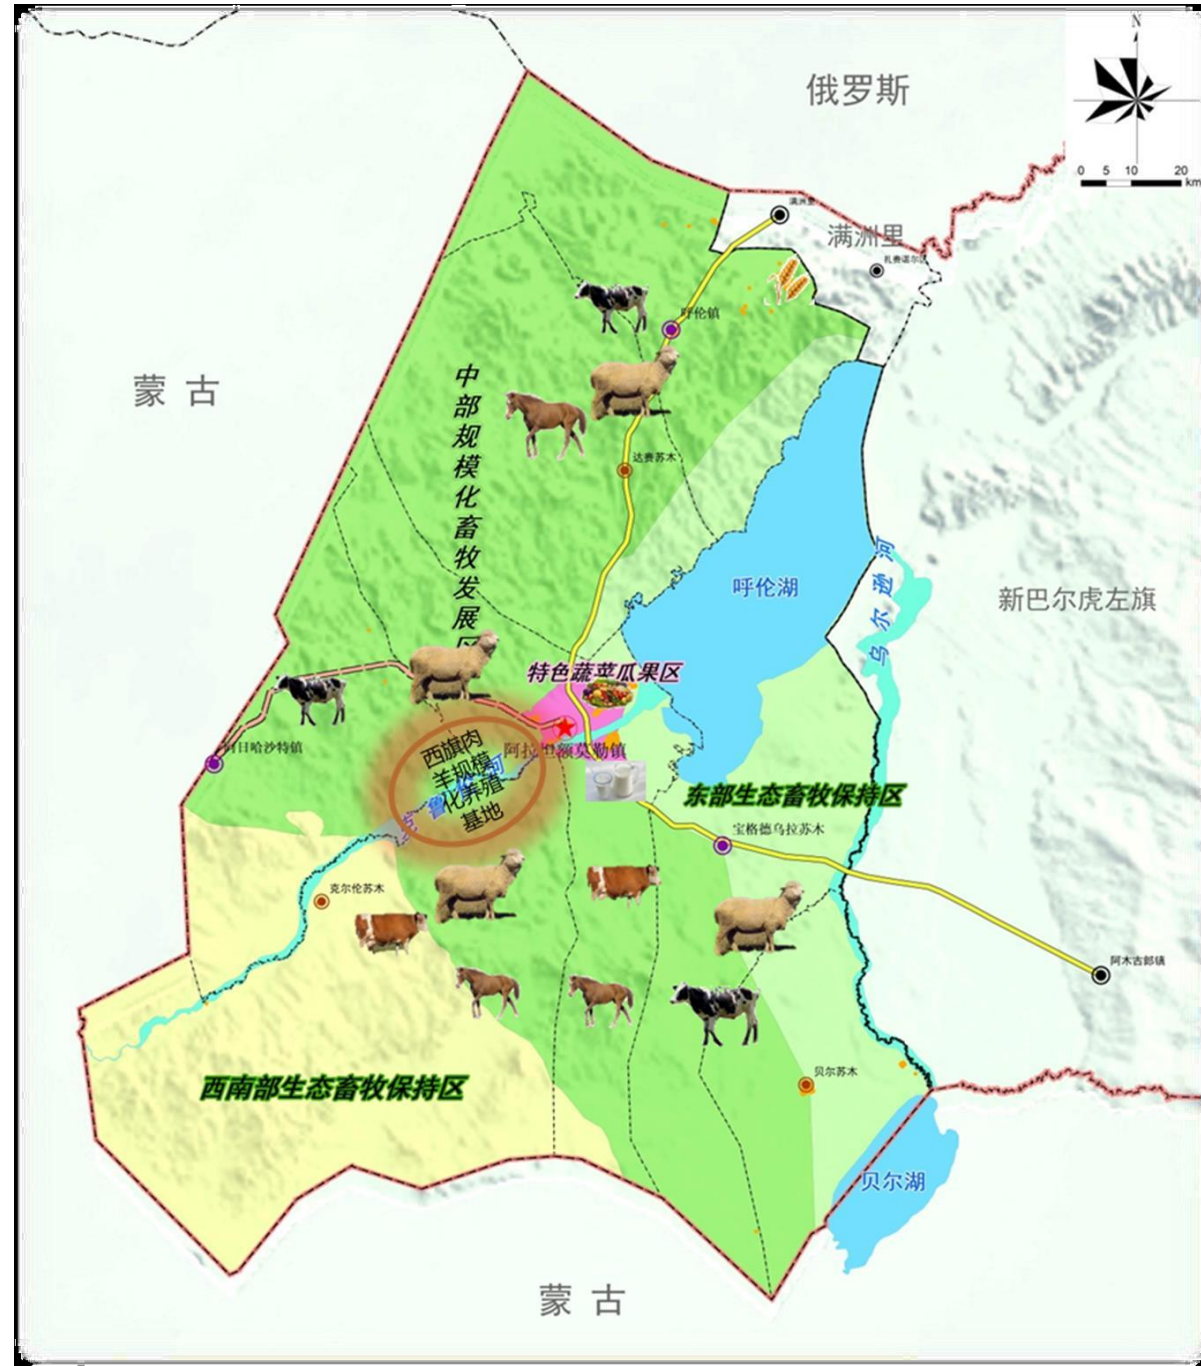 N
俄罗斯
0 5 10 20
km
满洲里
满洲里
扎赉诺尔区
呼伦镇
蒙古
中部规模化畜牧发展区
达赉苏木
呼伦湖
乌尔逊河
新巴尔虎左旗
特色蔬菜瓜果区
阿拉坦额莫勒镇
日哈沙特镇
西旗肉
羊规模
化养殖
基地
鲁
河
东部生态畜牧保持区
宝格德乌拉苏木
克尔伦苏木
阿木古郎镇
西南部生态畜牧保持区
贝尔苏木
贝尔湖
蒙古